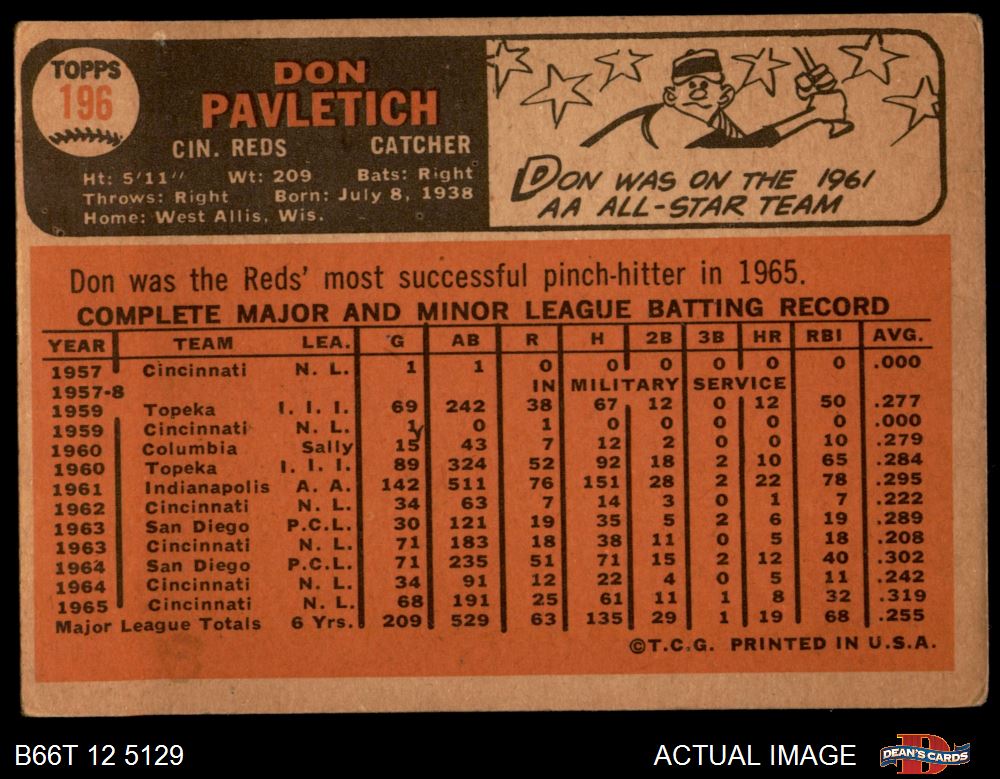 TOPPS
196
DON
PAVLETICH
CIN. REDS CATCHER
Ht: 5'11" Wt: 209 Bats: Right
Throws: Right Born: July 8, 1938
Home: West Allis, Wis.
DON WAS ON THE 1961
AA ALL-STAR TEAM
Don was the Reds' most successful pinch-hitter in 1965.
COMPLETE MAJOR AND MINOR LEAGUE BATTING RECORD
YEAR TEAM LEA. G AB R H 2B 3B HR RBI AVG.
1957 Cincinnati N. L. 1 1 0 0 0 0 0 0 .000
1957-8 IN MILITARY SERVICE
1959 Topeka I. I. I. 69 242 38 67 12 0 12 50 .277
1959 Cincinnati N. L. 1 0 1 0 0 0 0 0 .000
1960 Columbia Sally 15 43 7 12 2 0 0 10 .279
1960 Topeka I. I. I. 89 324 52 92 18 2 10 65 .284
1961 Indianapolis A. A. 142 511 76 151 28 2 22 78 .295
1962 Cincinnati N. L. 34 63 7 14 3 0 1 7 .222
1963 San Diego P.C.L. 30 121 19 35 5 2 6 19 .289
1963 Cincinnati N. L. 71 183 18 38 11 0 5 18 .208
1964 San Diego P.C.L. 71 235 51 71 15 2 12 40 .302
1964 Cincinnati N. L. 34 91 12 22 4 0 5 11 .242
1965 Cincinnati N. L. 68 191 25 61 11 1 8 32 .319
Major League Totals 6 Yrs. 209 529 63 135 29 1 19 68 .255
©T.C.G. PRINTED IN U.S.A.
B66T 12 5129 ACTUAL IMAGE DEAN'S CARDS